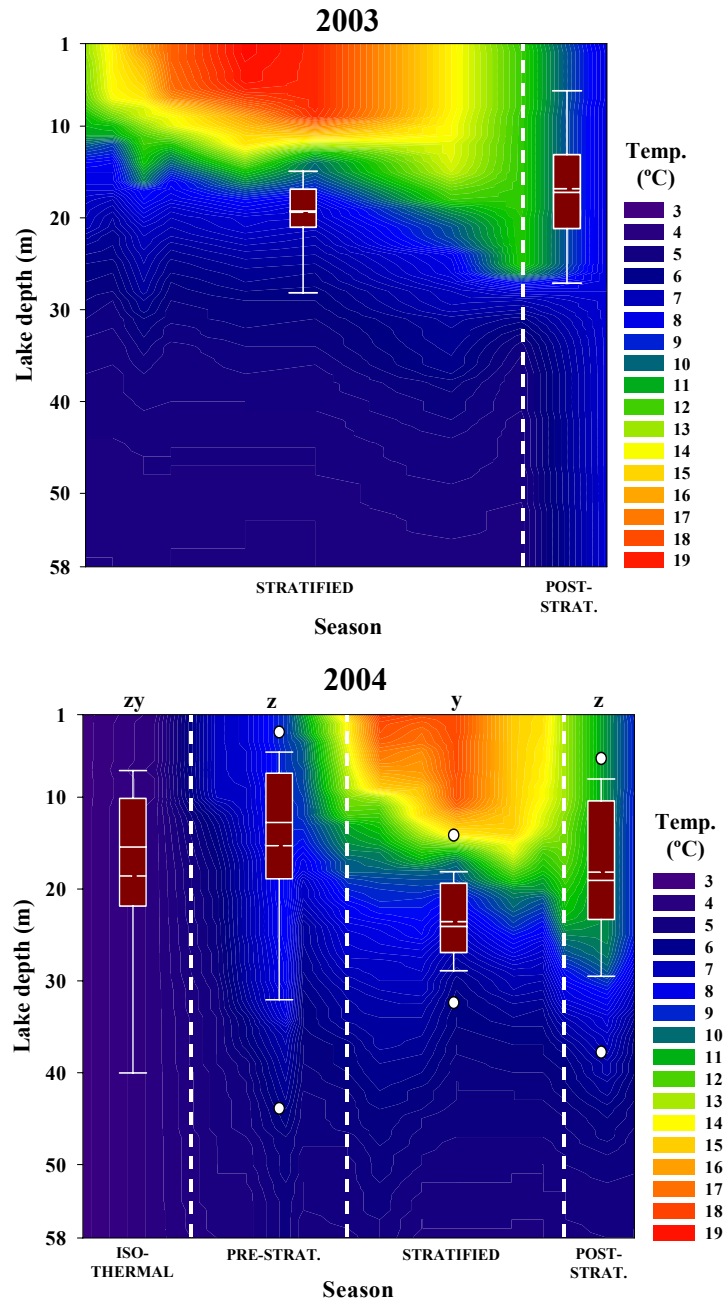 2003
1
10
20
30
40
50
58
Lake depth (m)
STRATIFIED
POST-
STRAT.
Season
Temp.
(ºC)
3
4
5
6
7
8
9
10
11
12
13
14
15
16
17
18
19
2004
zy z y z
1
10
20
30
40
50
58
Lake depth (m)
ISO-
THERMAL
PRE-STRAT.
STRATIFIED
POST-
STRAT.
Season
Temp.
(ºC)
3
4
5
6
7
8
9
10
11
12
13
14
15
16
17
18
19